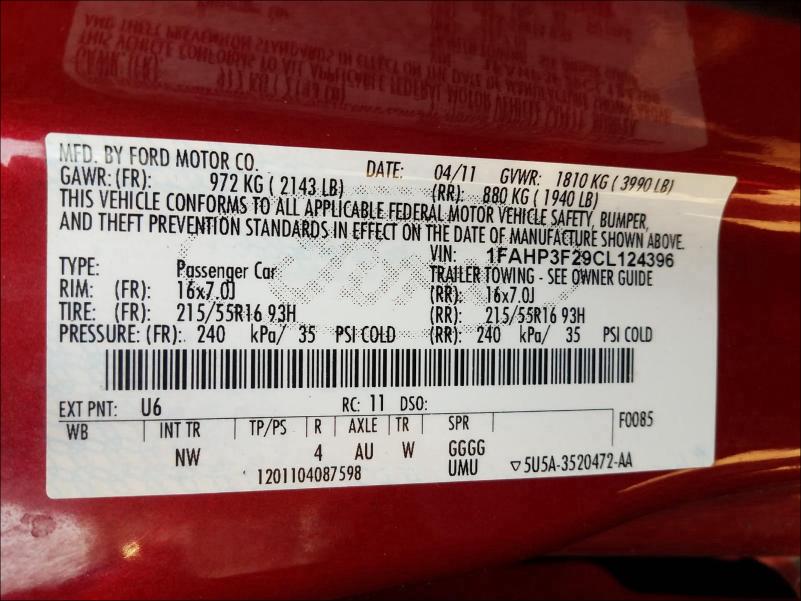 MFD. BY FORD MOTOR CO. DATE: 04/11 GVWR: 1810 KG ( 3990 LB)
GAWR: (FR): 972 KG ( 2143 LB) (RR): 880 KG ( 1940 LB)
THIS VEHICLE CONFORMS TO ALL APPLICABLE FEDERAL MOTOR VEHICLE SAFETY, BUMPER,
AND THEFT PREVENTION STANDARDS IN EFFECT ON THE DATE OF MANUFACTURE SHOWN ABOVE.
VIN: 1FAHP3F29CL124396
TYPE: Passenger Car TRAILER TOWING - SEE OWNER GUIDE
RIM: (FR): 16x7.0J (RR): 16x7.0J
TIRE: (FR): 215/55R16 93H (RR): 215/55R16 93H
PRESSURE: (FR): 240 kPa/ 35 PSI COLD (RR): 240 kPa/ 35 PSI COLD
EXT PNT: U6 RC: 11 DSO: F0085
WB INT TR TP/PS R AXLE TR SPR
NW 4 AU W GGGG
1201104087598 UMU ▽5U5A-3520472-AA